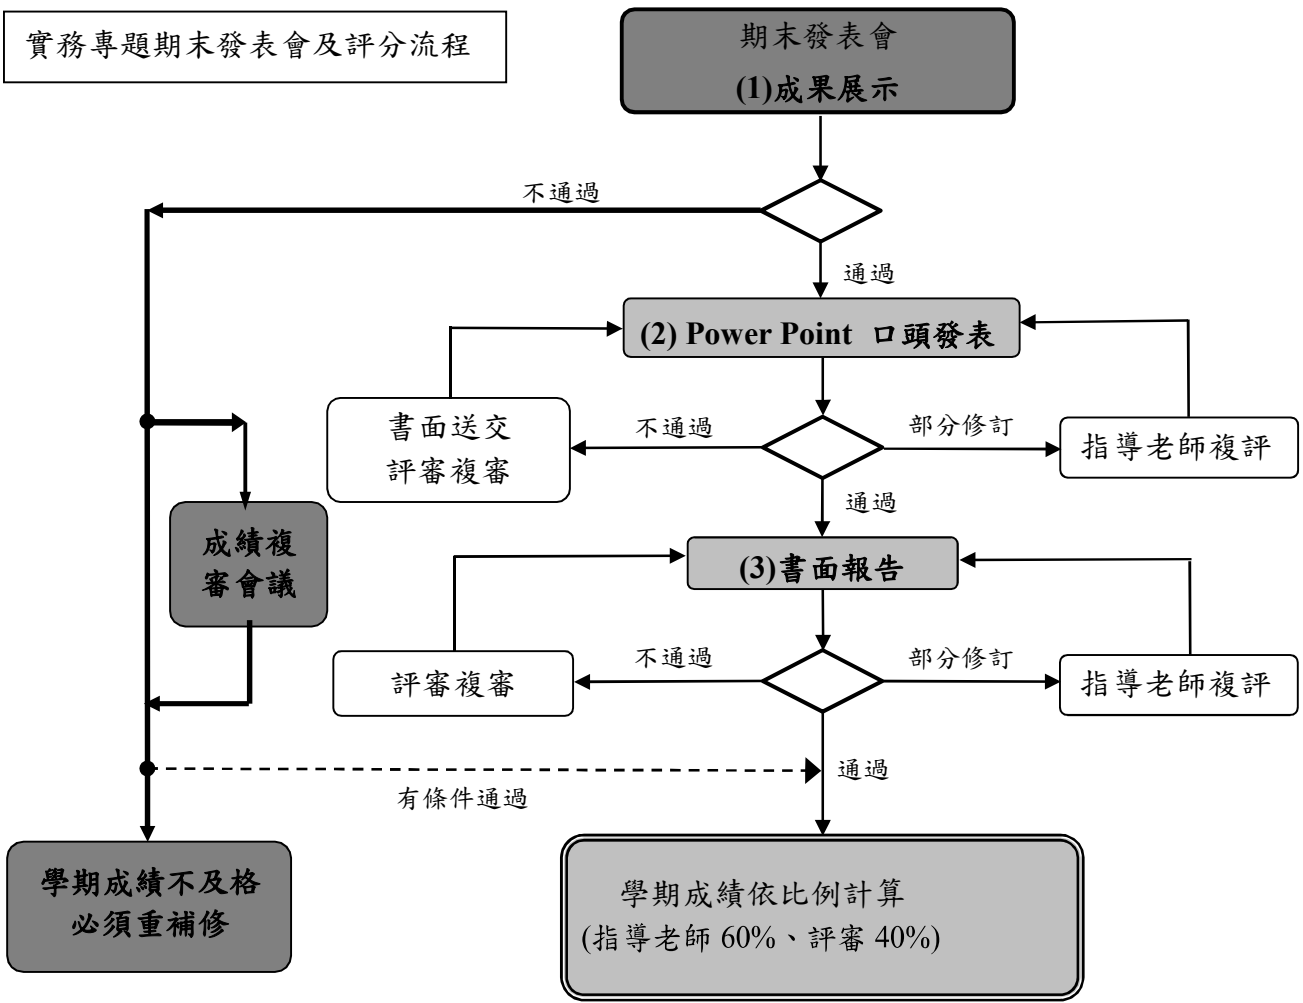 實務專題期末發表會及評分流程
期末發表會
(1)成果展示
不通過
通過
(2) Power Point 口頭發表
書面送交
評審複審
不通過
部分修訂
指導老師複評
通過
成績複
審會議
(3)書面報告
評審複審
不通過
部分修訂
指導老師複評
通過
有條件通過
學期成績不及格
必須重補修
學期成績依比例計算
(指導老師 60%、評審 40%)